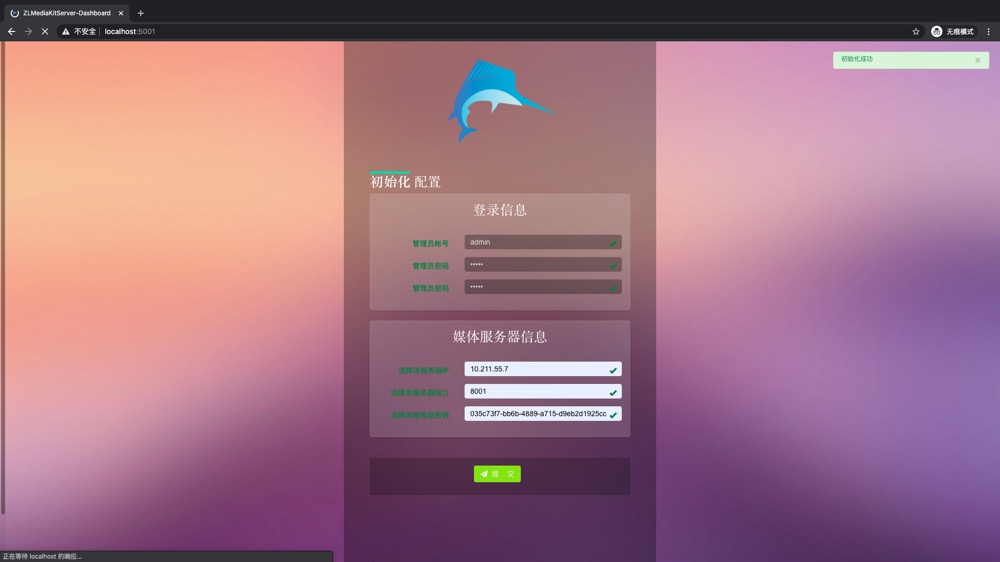 ZLMediaKitServer-Dashboard
不安全 localhost:5001
无痕模式
初始化成功
初始化 配置
登录信息
管理员帐号 admin
管理员密码 •••••
管理员密码 •••••
媒体服务器信息
流媒体服务器IP 10.211.55.7
流媒体服务器端口 8001
流媒体服务器密钥 035c73f7-bb6b-4889-a715-d9eb2d1925cc
提 交
正在等待 localhost 的响应...